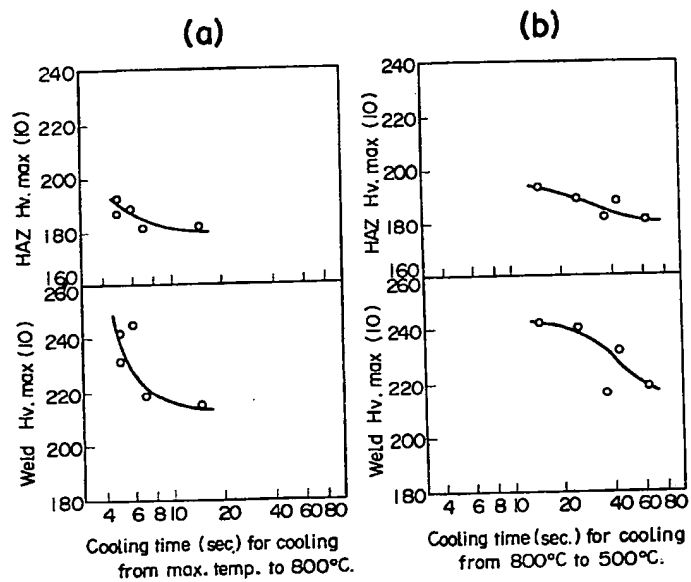 (a)
(b)
240
220
200
180
160
HAZ Hv. max (10)
260
240
220
200
180
Weld Hv. max (10)
4 6 8 10 20 40 60 80
Cooling time (sec.) for cooling
from max. temp. to 800°C.
240
220
200
180
160
HAZ Hv. max (10)
240
220
200
180
Weld Hv. max (10)
4 6 8 10 20 40 60 80
Cooling time (sec.) for cooling
from 800°C to 500°C.